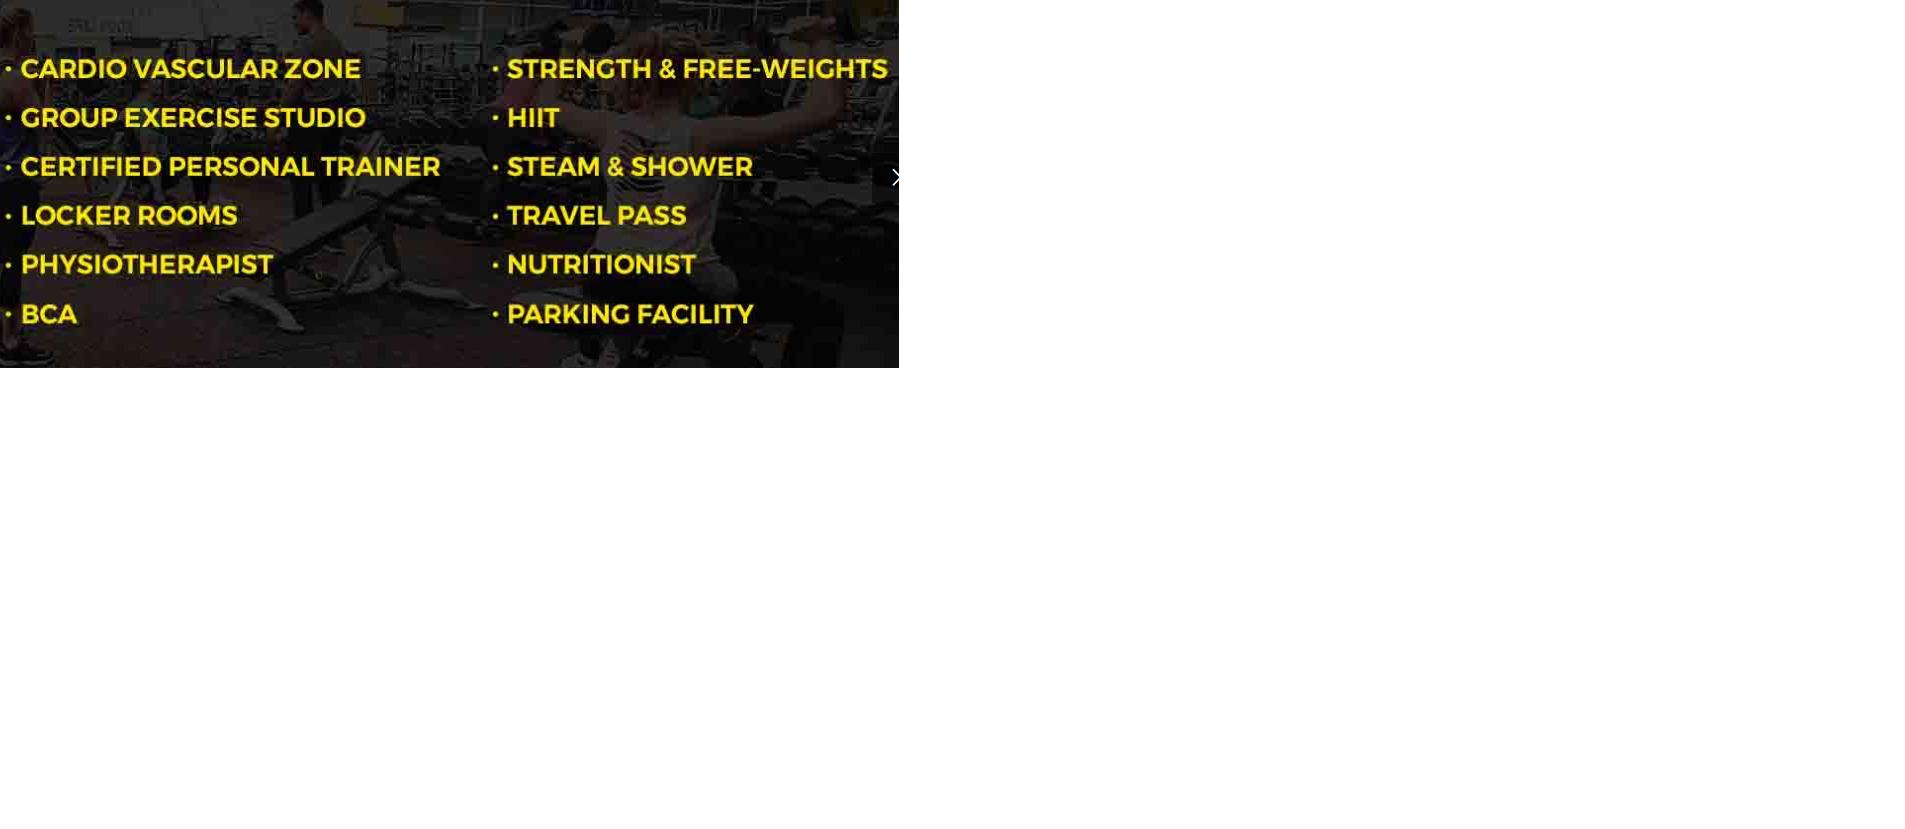 · CARDIO VASCULAR ZONE
· GROUP EXERCISE STUDIO
· CERTIFIED PERSONAL TRAINER
· LOCKER ROOMS
· PHYSIOTHERAPIST
· BCA
· STRENGTH & FREE-WEIGHTS
· HIIT
· STEAM & SHOWER
· TRAVEL PASS
· NUTRITIONIST
· PARKING FACILITY